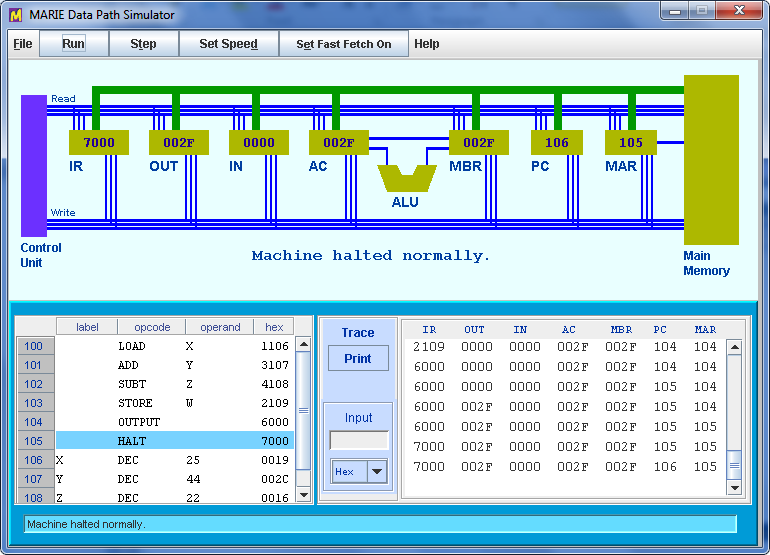 MARIE Data Path Simulator
File Run Step Set Speed Set Fast Fetch On Help
Read
7000 002F 0000 002F 002F 106 105
IR OUT IN AC MBR PC MAR
ALU
Write
Control
Unit
Machine halted normally.
Main
Memory
label opcode operand hex
100 LOAD X 1106
101 ADD Y 3107
102 SUBT Z 4108
103 STORE W 2109
104 OUTPUT 6000
105 HALT 7000
106 X DEC 25 0019
107 Y DEC 44 002C
108 Z DEC 22 0016
Trace
Print
Input
Hex
IR OUT IN AC MBR PC MAR
2109 0000 0000 002F 002F 104 104
6000 0000 0000 002F 002F 104 104
6000 0000 0000 002F 002F 105 104
6000 002F 0000 002F 002F 105 104
6000 002F 0000 002F 002F 105 105
7000 002F 0000 002F 002F 105 105
7000 002F 0000 002F 002F 106 105
Machine halted normally.